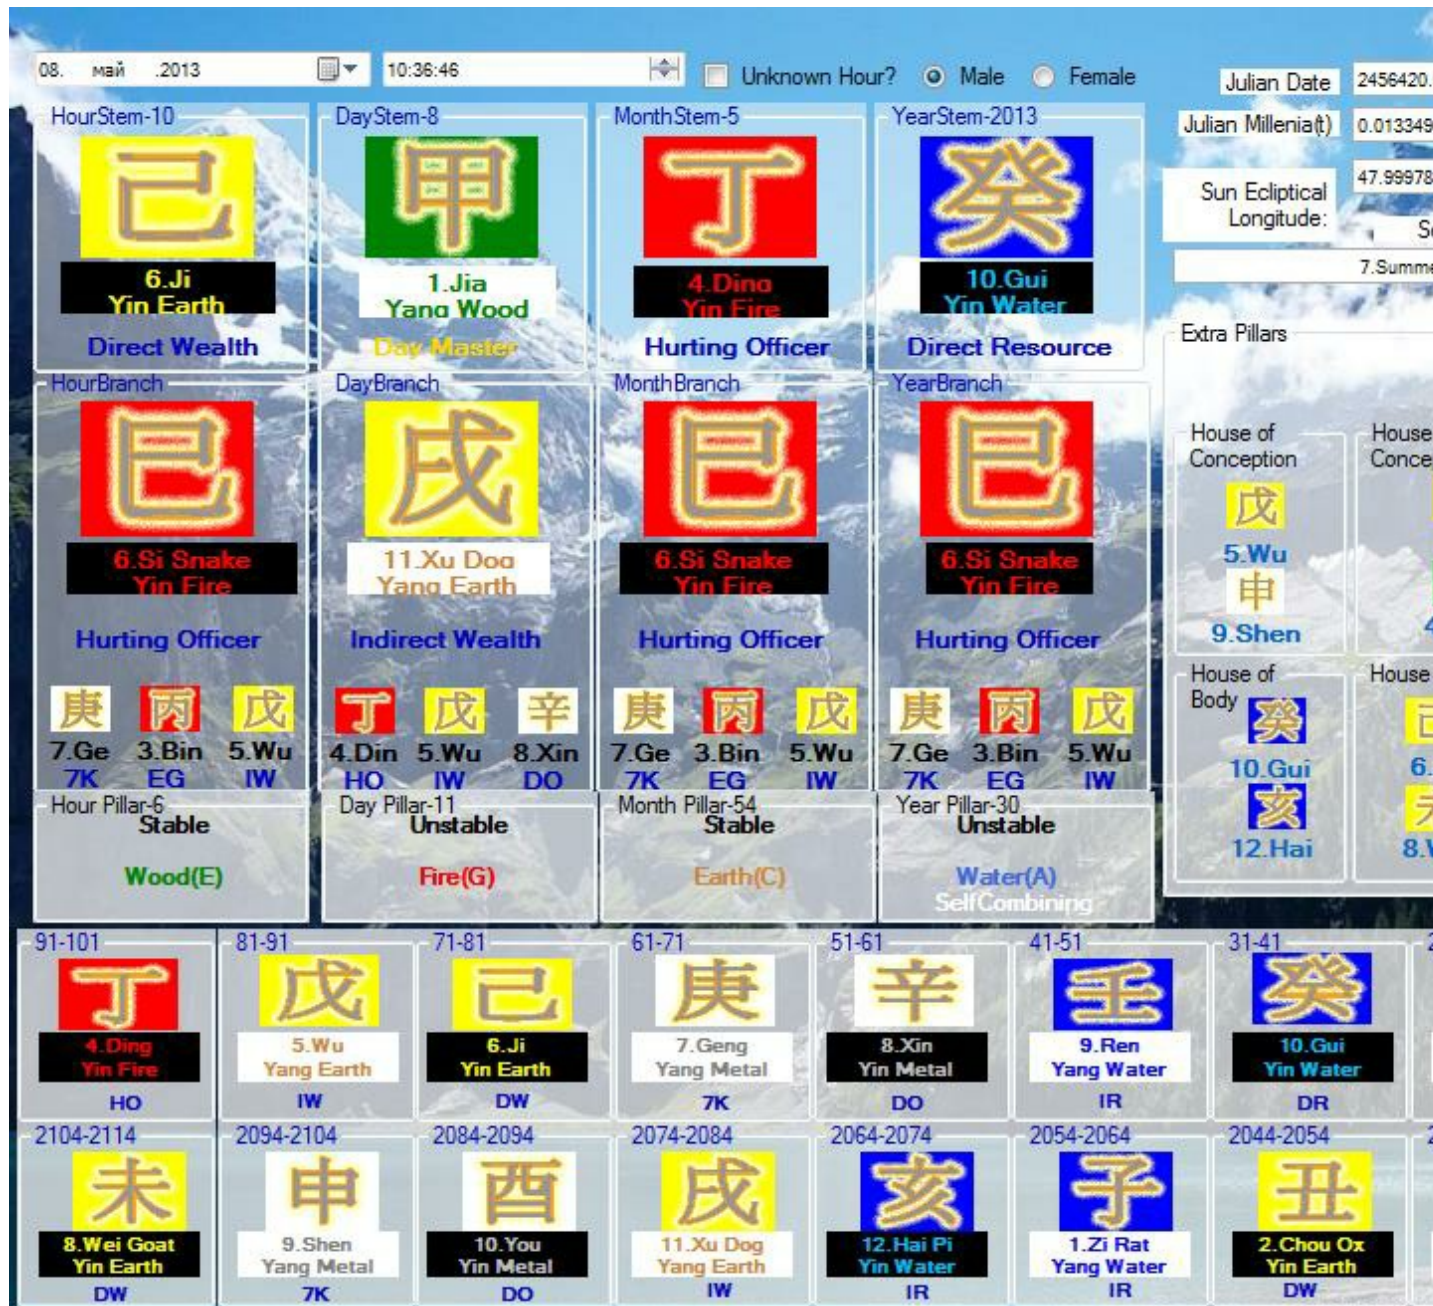 08. май .2013
10:36:46
Unknown Hour?
Male
Female
Julian Date
2456420.
Julian Millenia(t)
0.013349
Sun Ecliptical
Longitude:
47.99978
7.Summe
HourStem-10
己
6.Ji
Yin Earth
Direct Wealth
DayStem-8
甲
1.Jia
Yang Wood
Day Master
MonthStem-5
丁
4.Ding
Yin Fire
Hurting Officer
YearStem-2013
癸
10.Gui
Yin Water
Direct Resource
HourBranch
巳
6.Si Snake
Yin Fire
Hurting Officer
庚 丙 戊
7.Ge 3.Bin 5.Wu
7K EG IW
DayBranch
戌
11.Xu Dog
Yang Earth
Indirect Wealth
丁 戊 辛
4.Din 5.Wu 8.Xin
HO IW DO
MonthBranch
巳
6.Si Snake
Yin Fire
Hurting Officer
庚 丙 戊
7.Ge 3.Bin 5.Wu
7K EG IW
YearBranch
巳
6.Si Snake
Yin Fire
Hurting Officer
庚 丙 戊
7.Ge 3.Bin 5.Wu
7K EG IW
Extra Pillars
House of
Conception
戊
5.Wu
申
9.Shen
House
Conce
4
House of
Body
癸
10.Gui
亥
12.Hai
House
6.
8.
Hour Pillar-6
Stable
Wood(E)
Day Pillar-11
Unstable
Fire(G)
Month Pillar-54
Stable
Earth(C)
Year Pillar-30
Unstable
Water(A)
SelfCombining
91-101
丁
4.Ding
Yin Fire
HO
81-91
戊
5.Wu
Yang Earth
IW
71-81
己
6.Ji
Yin Earth
DW
61-71
庚
7.Geng
Yang Metal
7K
51-61
辛
8.Xin
Yin Metal
DO
41-51
壬
9.Ren
Yang Water
IR
31-41
癸
10.Gui
Yin Water
DR
2104-2114
未
8.Wei Goat
Yin Earth
DW
2094-2104
申
9.Shen
Yang Metal
7K
2084-2094
酉
10.You
Yin Metal
DO
2074-2084
戌
11.Xu Dog
Yang Earth
IW
2064-2074
亥
12.Hai Pi
Yin Water
IR
2054-2064
子
1.Zi Rat
Yang Water
IR
2044-2054
丑
2.Chou Ox
Yin Earth
DW